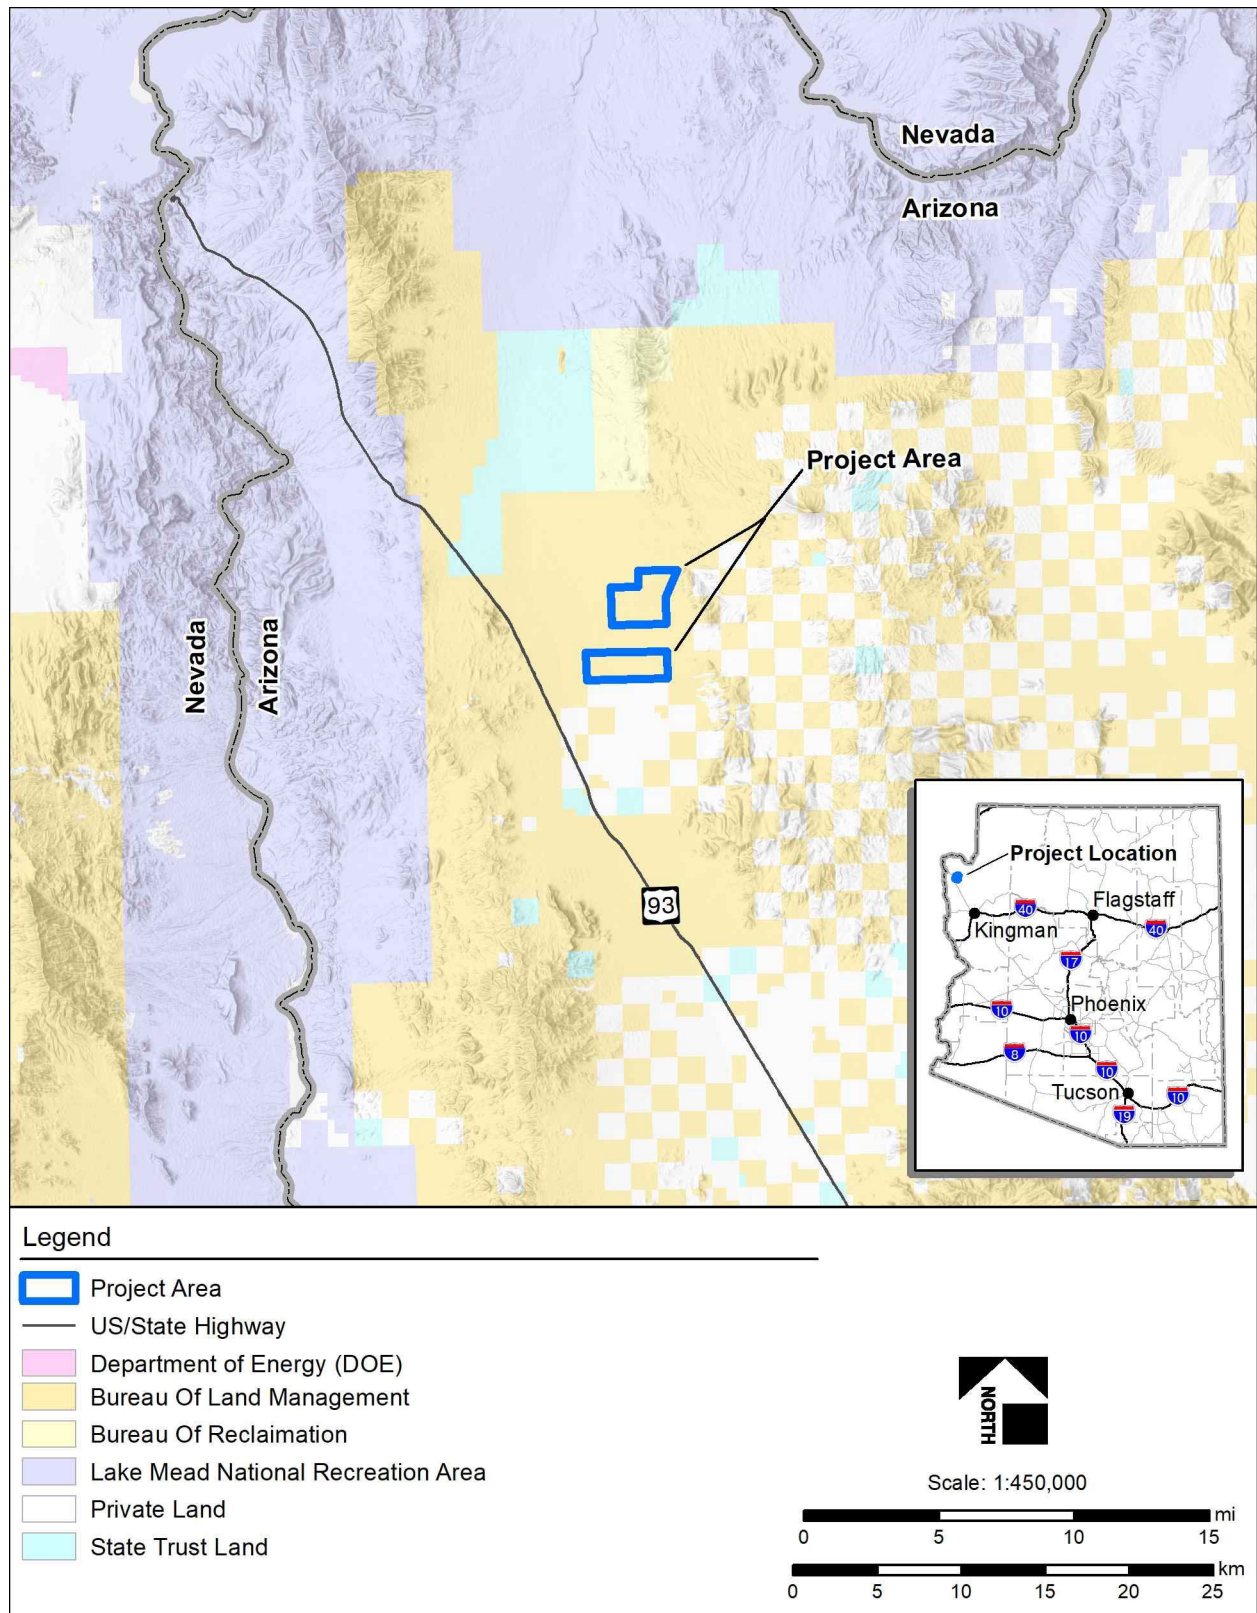 Nevada
Arizona
Project Area
Nevada
Arizona
93
Project Location
Flagstaff
40
Kingman
40
17
Phoenix
10
10
8
10
Tucson
10
19
Legend
Project Area
US/State Highway
Department of Energy (DOE)
Bureau Of Land Management
Bureau Of Reclaimation
Lake Mead National Recreation Area
Private Land
State Trust Land
NORTH
Scale: 1:450,000
mi
0 5 10 15
km
0 5 10 15 20 25